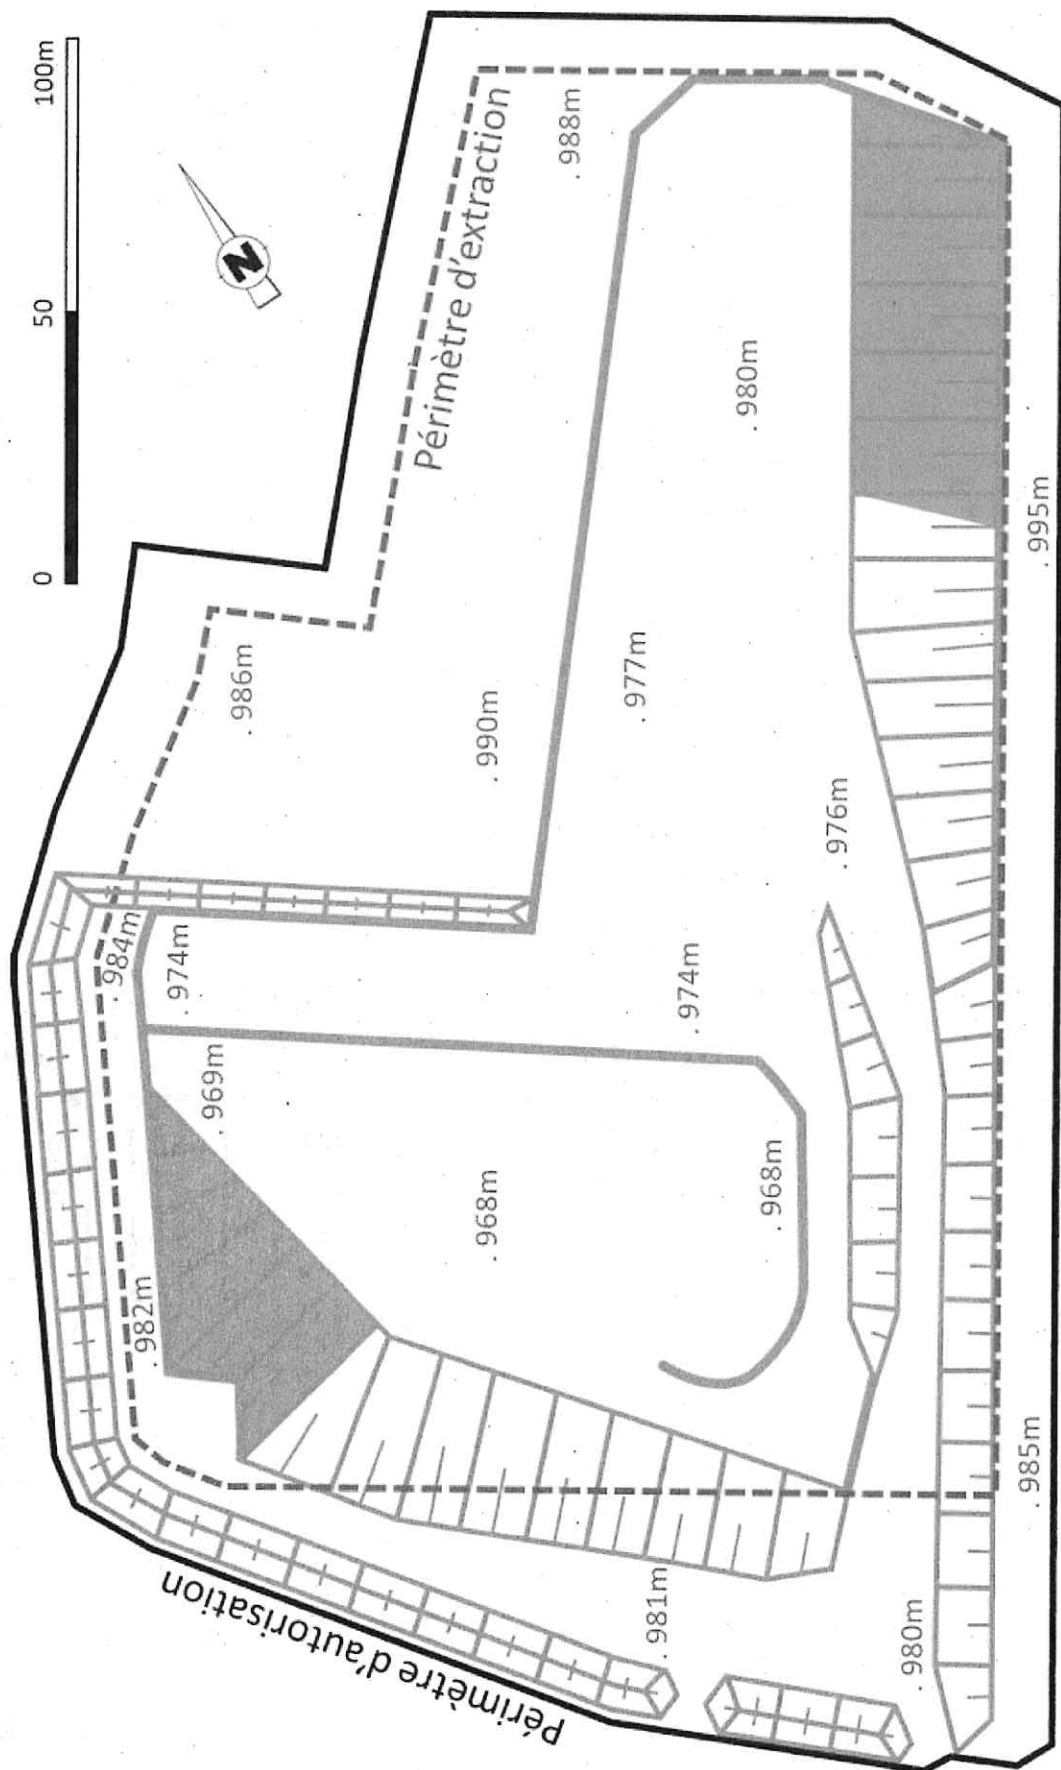 100m
50
0
N
Périmètre d'extraction
.988m
.980m
.995m
.986m
.990m
.977m
.976m
.984m
.974m
.974m
.969m
.968m
.968m
.982m
.985m
.981m
.980m
Périmètre d'autorisation